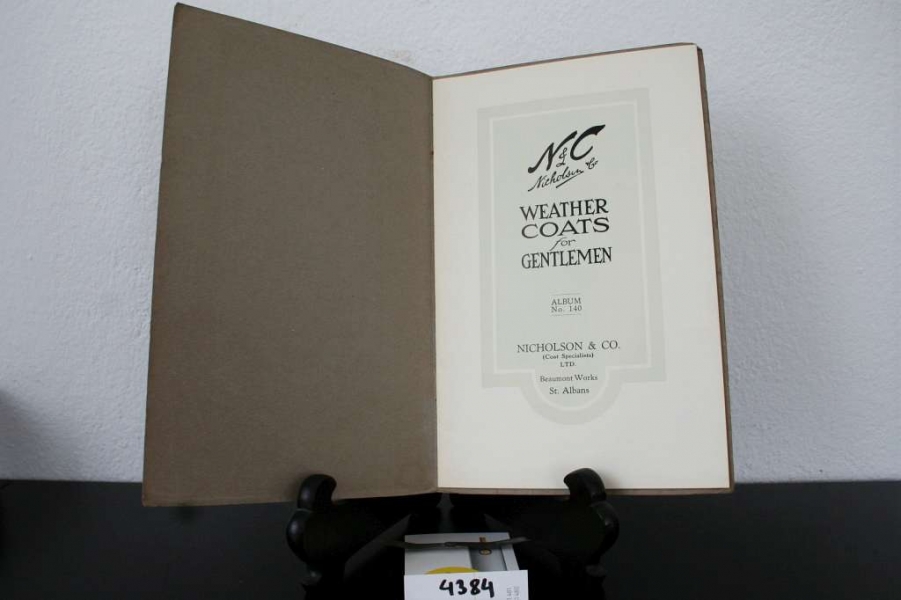 N&C
Nicholson Co
WEATHER
COATS
for
GENTLEMEN
ALBUM
No. 140
NICHOLSON & CO.
(Coat Specialists)
LTD.
Beaumont Works
St. Albans
4384